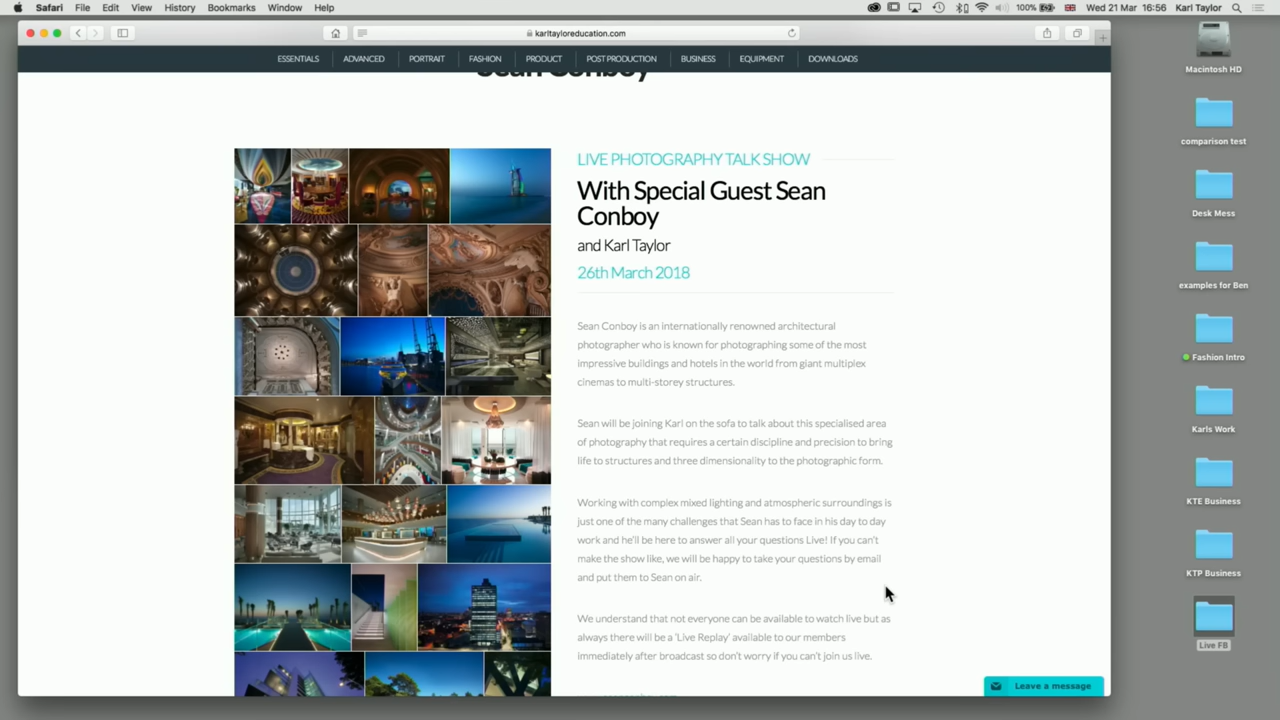 Safari File Edit View History Bookmarks Window Help
100% Wed 21 Mar 16:56 Karl Taylor
karltayloreducation.com
ESSENTIALS ADVANCED PORTRAIT FASHION PRODUCT POST PRODUCTION BUSINESS EQUIPMENT DOWNLOADS
Sean Conboy
LIVE PHOTOGRAPHY TALK SHOW
With Special Guest Sean
Conboy
and Karl Taylor
26th March 2018
Sean Conboy is an internationally renowned architectural
photographer who is known for photographing some of the most
impressive buildings and hotels in the world from giant multiplex
cinemas to multi-storey structures.
Sean will be joining Karl on the sofa to talk about this specialised area
of photography that requires a certain discipline and precision to bring
life to structures and three dimensionality to the photographic form.
Working with complex mixed lighting and atmospheric surroundings is
just one of the many challenges that Sean has to face in his day to day
work and he'll be here to answer all your questions Live! If you can't
make the show like, we will be happy to take your questions by email
and put them to Sean on air.
We understand that not everyone can be available to watch live but as
always there will be a 'Live Replay' available to our members
immediately after broadcast so don't worry if you can't join us live.
Leave a message
Macintosh HD
comparison test
Desk Mess
examples for Ben
Fashion Intro
Karls Work
KTE Business
KTP Business
Live FB